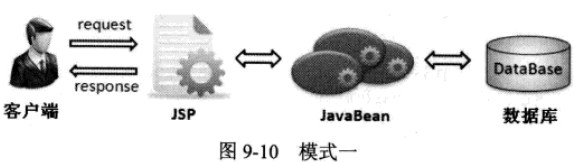 request
response
DataBase
客户端
JSP
JavaBean
数据库
图 9-10 模式一